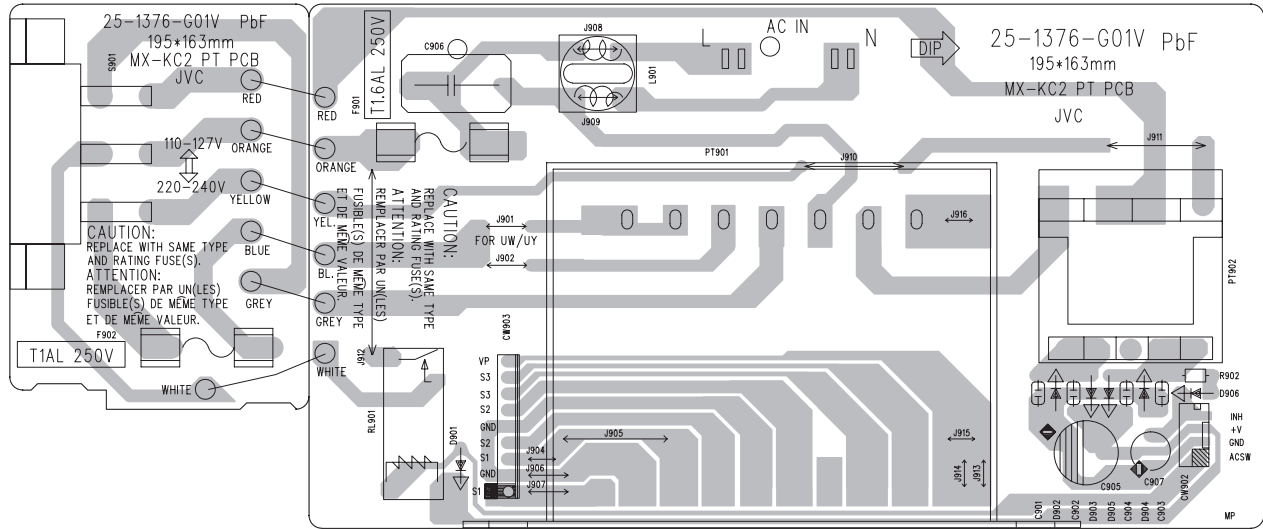 25-1376-G01V PbF
195*163mm
MX-KC2 PT PCB
JVC
S901
RED
ORANGE
110-127V
220-240V
YELLOW
CAUTION:
REPLACE WITH SAME TYPE
AND RATING FUSE(S).
ATTENTION:
REMPLACER PAR UN(LES)
FUSIBLE(S) DE MÊME TYPE
ET DE MÊME VALEUR.
BLUE
GREY
F902
T1AL 250V
WHITE
RED
ORANGE
YEL.
BL.
GREY
WHITE
F901
T1.6AL 250V
C906
J908
L901
J909
L
AC IN
N
DIP
25-1376-G01V PbF
195*163mm
MX-KC2 PT PCB
JVC
J911
PT901
J910
CAUTION:
REPLACE WITH SAME TYPE
AND RATING FUSE(S).
ATTENTION:
REMPLACER PAR UN(LES)
FUSIBLE(S) DE MÊME TYPE
ET DE MÊME VALEUR.
J901
FOR UW/UY
J902
J916
PT902
J912
CW903
VP
S3
S3
S2
GND
S2
S1
GND
S1
RL901
D901
J905
J904
J906
J907
J915
J914
J913
R902
D906
INH
+V
GND
ACSW
C905
C907
CW902
C901
D902
C902
D903
D905
C904
D904
C903
MP